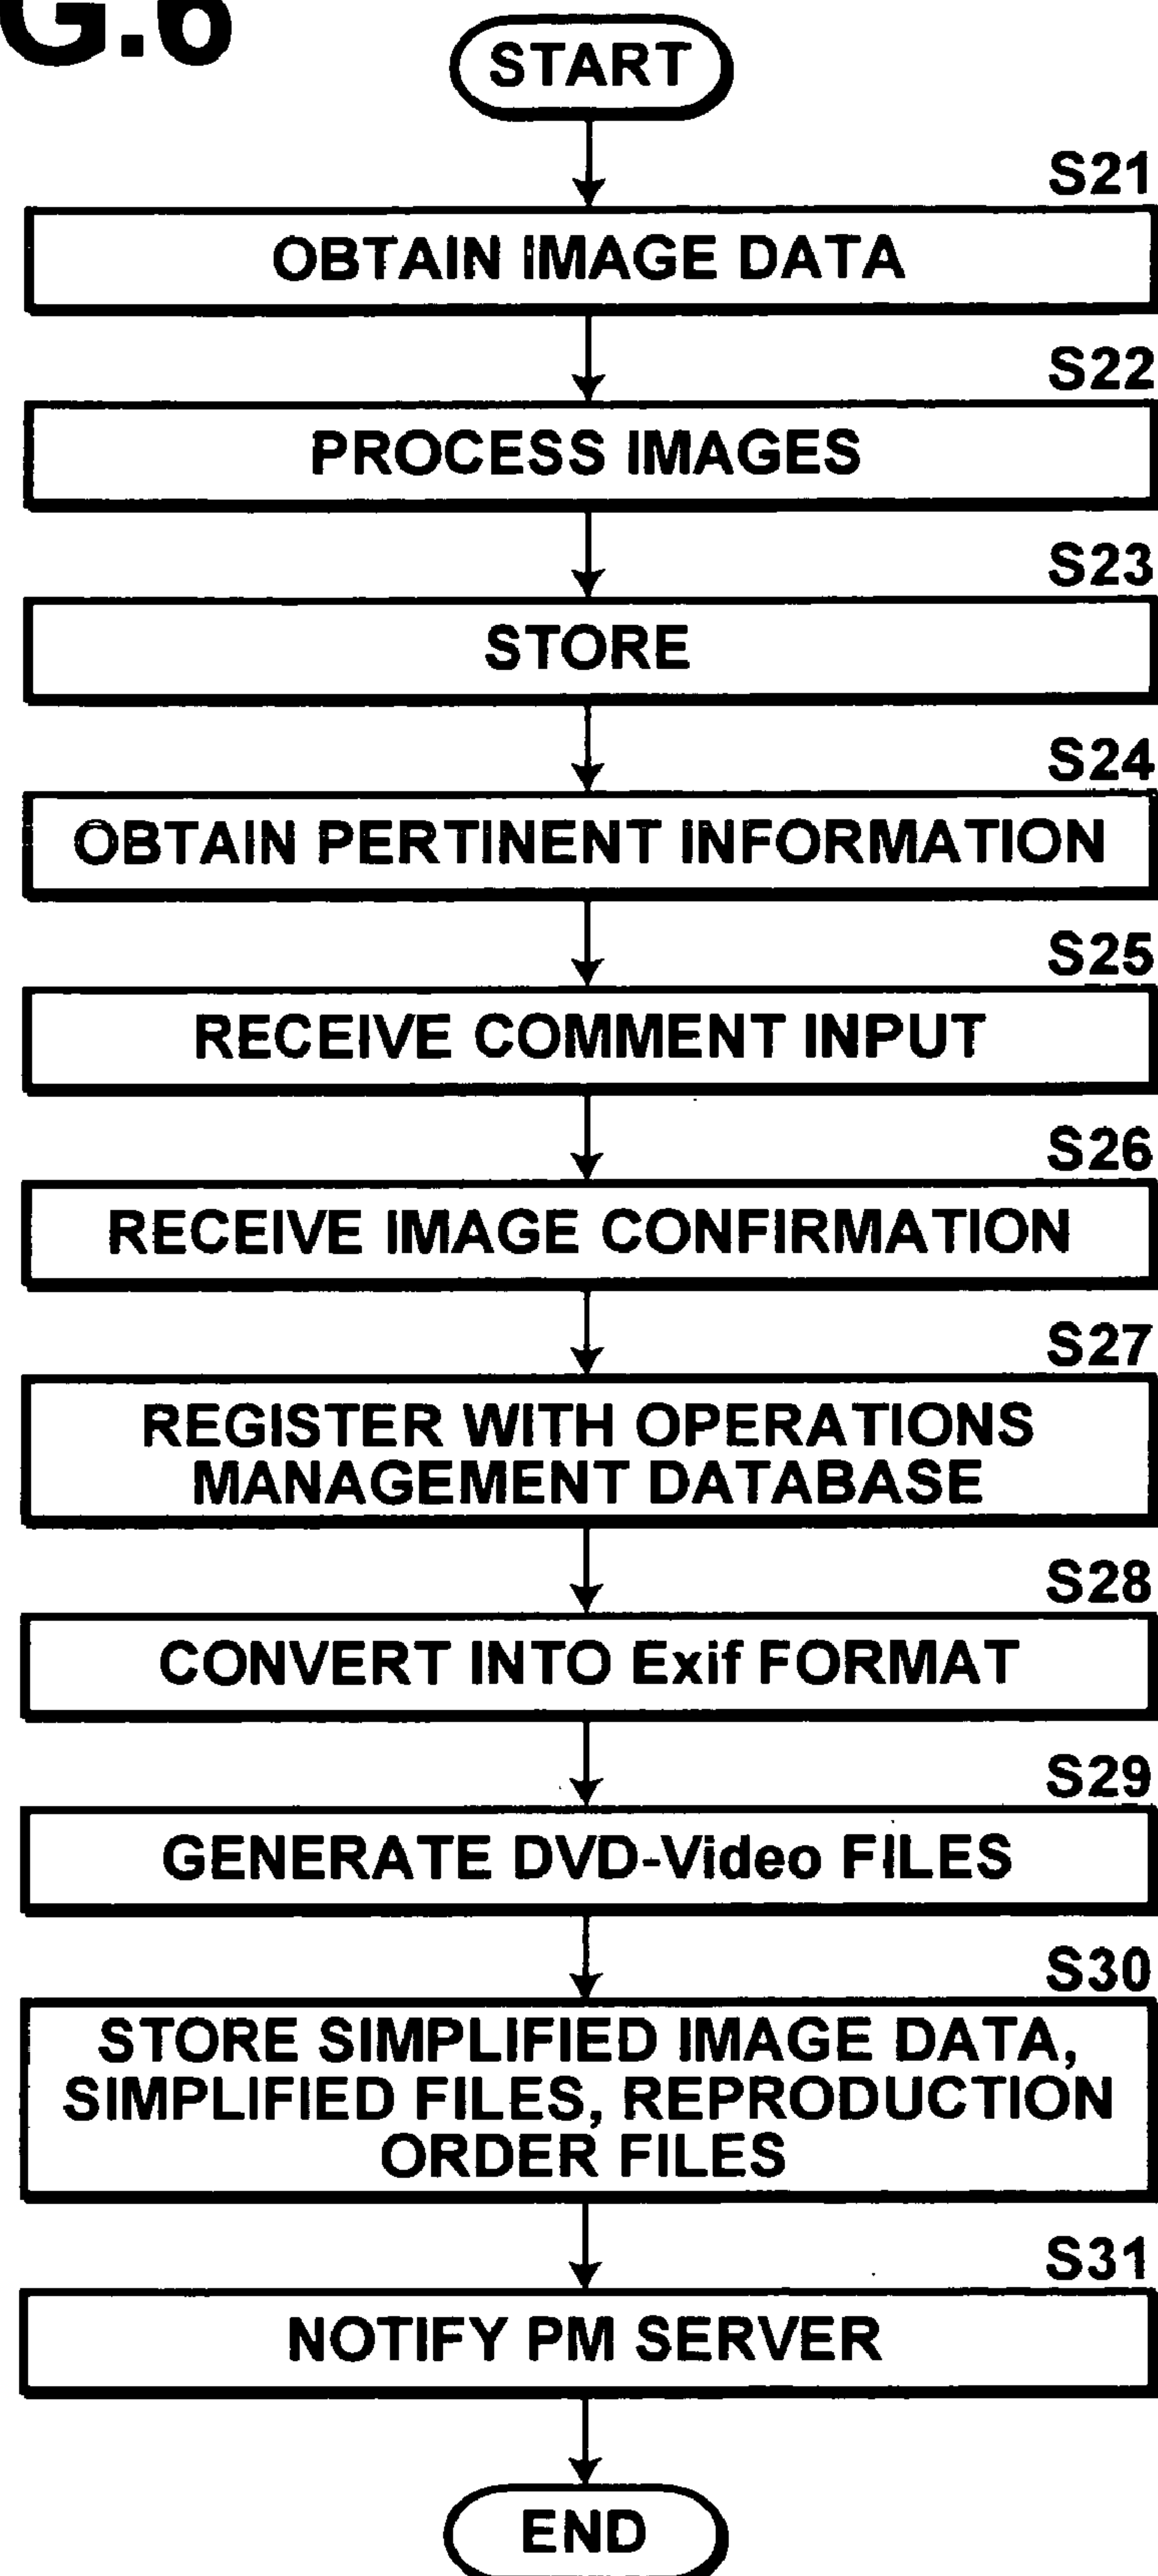 G.6
START
S21
OBTAIN IMAGE DATA
S22
PROCESS IMAGES
S23
STORE
S24
OBTAIN PERTINENT INFORMATION
S25
RECEIVE COMMENT INPUT
S26
RECEIVE IMAGE CONFIRMATION
S27
REGISTER WITH OPERATIONS
MANAGEMENT DATABASE
S28
CONVERT INTO Exif FORMAT
S29
GENERATE DVD-Video FILES
S30
STORE SIMPLIFIED IMAGE DATA,
SIMPLIFIED FILES, REPRODUCTION
ORDER FILES
S31
NOTIFY PM SERVER
END